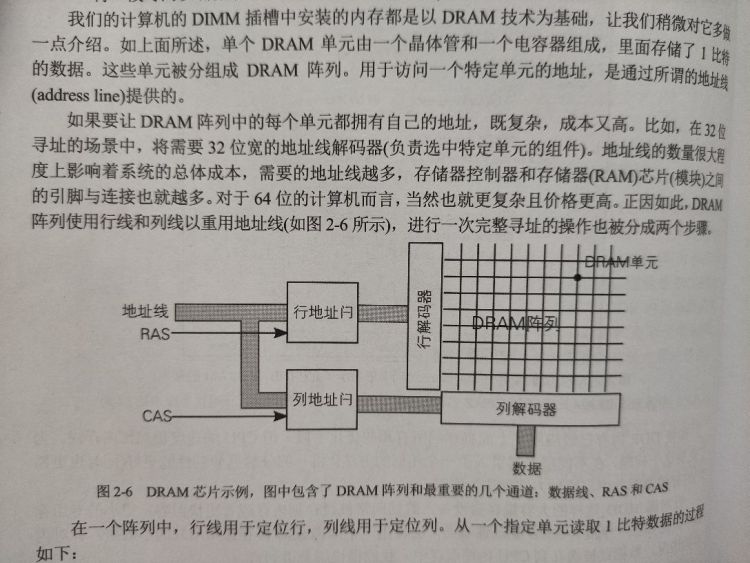 我们的计算机的 DIMM 插槽中安装的内存都是以 DRAM 技术为基础，让我们稍微对它多做
一点介绍。如上面所述，单个 DRAM 单元由一个晶体管和一个电容器组成，里面存储了 1 比特
的数据。这些单元被分组成 DRAM 阵列。用于访问一个特定单元的地址，是通过所谓的地址线
(address line)提供的。
如果要让 DRAM 阵列中的每个单元都拥有自己的地址，既复杂，成本又高。比如，在 32 位
寻址的场景中，将需要 32 位宽的地址线解码器(负责选中特定单元的组件)。地址线的数量很大程
度上影响着系统的总体成本，需要的地址线越多，存储器控制器和存储器(RAM)芯片(模块)之间
的引脚与连接也就越多。对于 64 位的计算机而言，当然也就更复杂且价格更高。正因如此，DRAM
阵列使用行线和列线以重用地址线(如图 2-6 所示)，进行一次完整寻址的操作也被分成两个步骤。
DRAM单元
地址线
行地址闩
行解码器
DRAM阵列
RAS
列地址闩
列解码器
CAS
数据
图 2-6 DRAM 芯片示例，图中包含了 DRAM 阵列和最重要的几个通道：数据线、RAS 和 CAS
在一个阵列中，行线用于定位行，列线用于定位列。从一个指定单元读取 1 比特数据的过程
如下：